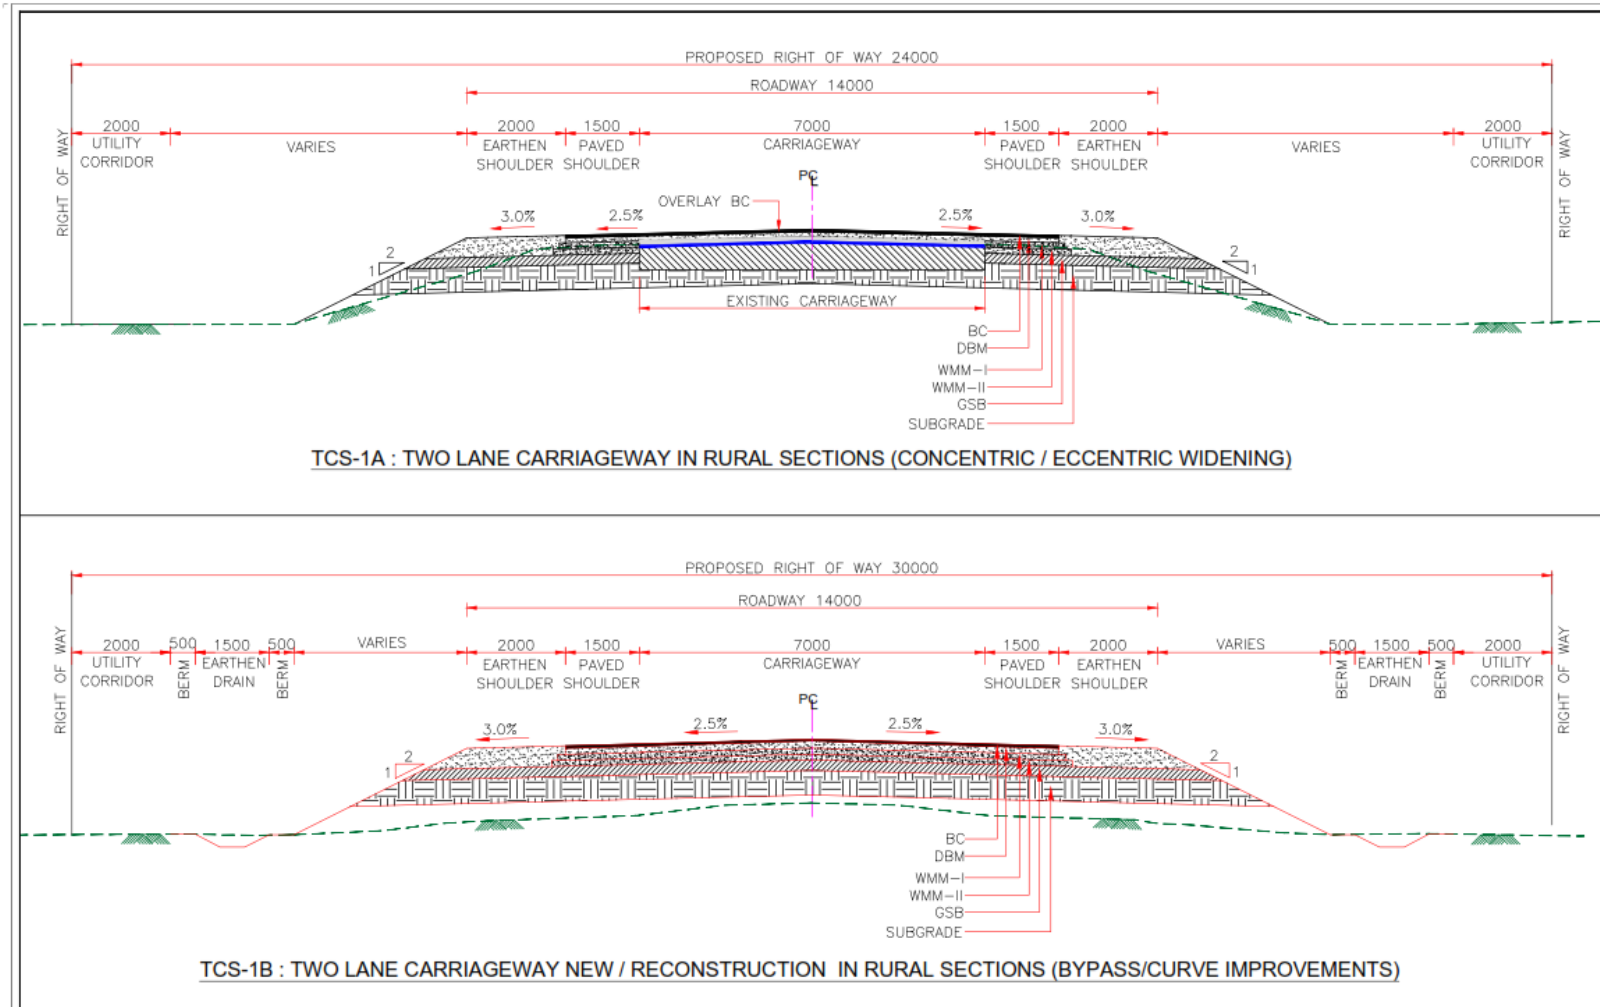 PROPOSED RIGHT OF WAY 24000
ROADWAY 14000
2000 2000 1500 7000 1500 2000 2000
UTILITY CORRIDOR
VARIES
EARTHEN SHOULDER
PAVED SHOULDER
CARRIAGEWAY
PAVED SHOULDER
EARTHEN SHOULDER
VARIES
UTILITY CORRIDOR
RIGHT OF WAY
RIGHT OF WAY
PCL
OVERLAY BC
3.0% 2.5% 2.5% 3.0%
2
1
2
1
EXISTING CARRIAGEWAY
BC
DBM
WMM-I
WMM-II
GSB
SUBGRADE
TCS-1A : TWO LANE CARRIAGEWAY IN RURAL SECTIONS (CONCENTRIC / ECCENTRIC WIDENING)
PROPOSED RIGHT OF WAY 30000
ROADWAY 14000
2000 500 1500 500 VARIES 2000 1500 7000 1500 2000 VARIES 500 1500 500 2000
UTILITY CORRIDOR
BERM
EARTHEN DRAIN
BERM
EARTHEN SHOULDER
PAVED SHOULDER
CARRIAGEWAY
PAVED SHOULDER
EARTHEN SHOULDER
BERM
EARTHEN DRAIN
BERM
UTILITY CORRIDOR
RIGHT OF WAY
RIGHT OF WAY
PCL
3.0% 2.5% 2.5% 3.0%
2
1
2
1
BC
DBM
WMM-I
WMM-II
GSB
SUBGRADE
TCS-1B : TWO LANE CARRIAGEWAY NEW / RECONSTRUCTION IN RURAL SECTIONS (BYPASS/CURVE IMPROVEMENTS)